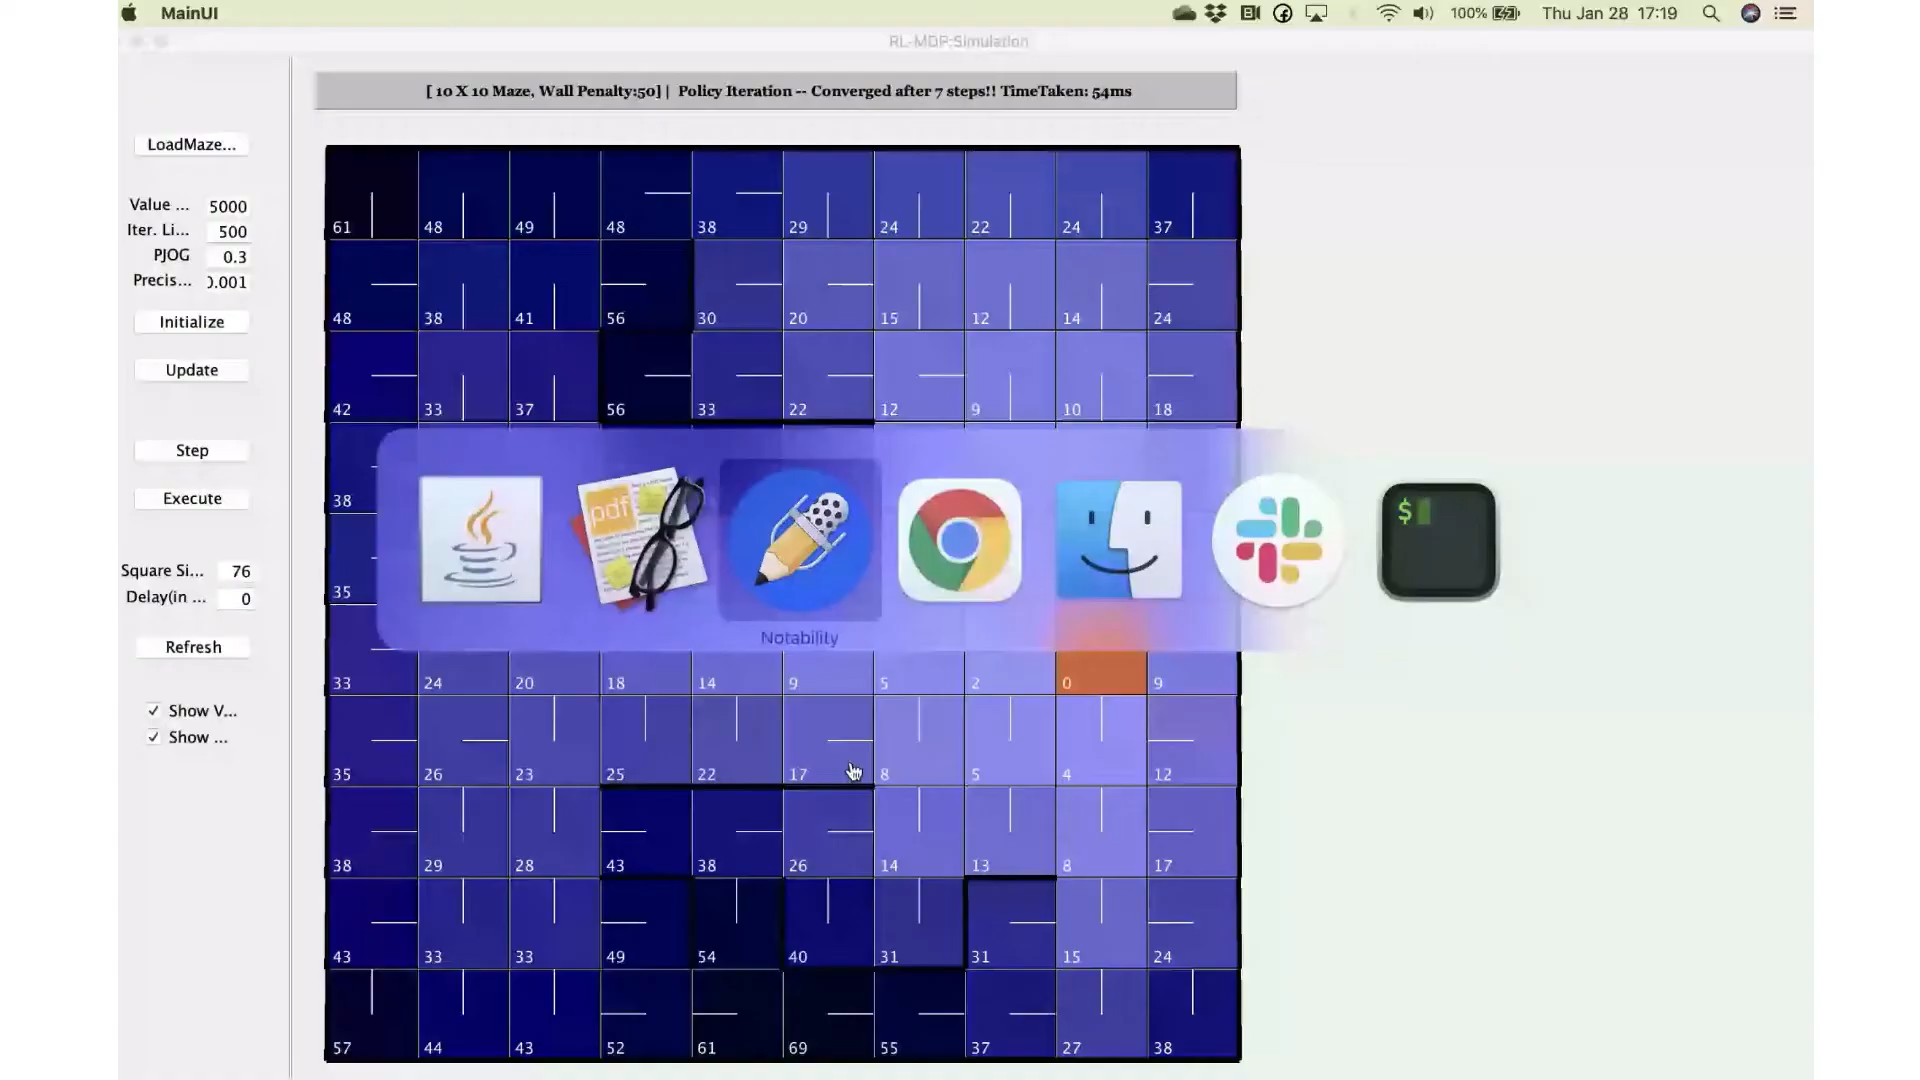 MainUI
100%
Thu Jan 28 17:19
RL-MDP:Simulation
[ 10 X 10 Maze, Wall Penalty:50] | Policy Iteration -- Converged after 7 steps!! TimeTaken: 54ms
LoadMaze...
Value ... 5000
Iter. Li... 500
PJOG 0.3
Precis... 0.001
Initialize
Update
Step
Execute
Square Si... 76
Delay(in ... 0
Refresh
Show V...
Show ...
61 48 49 48 38 29 24 22 24 37
48 38 41 56 30 20 15 12 14 24
42 33 37 56 33 22 12 9 10 18
38
pdf
$
35
Notability
33 24 20 18 14 9 5 2 0 9
35 26 23 25 22 17 8 5 4 12
38 29 28 43 38 26 14 13 8 17
43 33 33 49 54 40 31 31 15 24
57 44 43 52 61 69 55 37 27 38